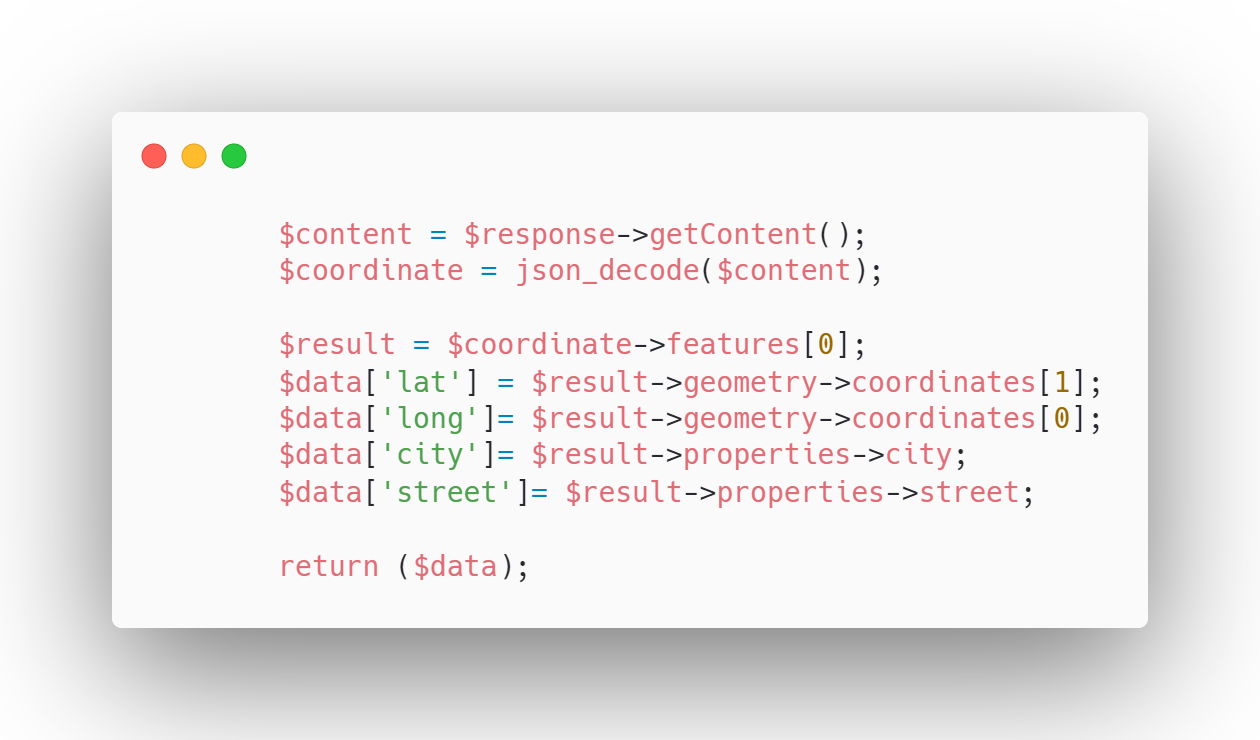 $content = $response->getContent();
$coordinate = json_decode($content);
$result = $coordinate->features[0];
$data['lat'] = $result->geometry->coordinates[1];
$data['long']= $result->geometry->coordinates[0];
$data['city']= $result->properties->city;
$data['street']= $result->properties->street;
return ($data);